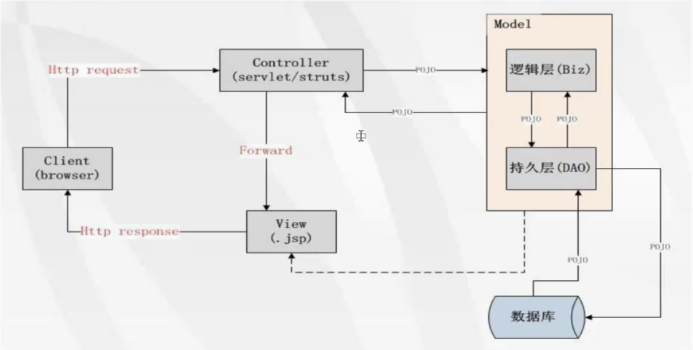 Model
Controller
(servlet/struts)
逻辑层(Biz)
Http request
POJO
POJO
POJO
POJO
Forward
Client
(browser)
持久层(DAO)
View
(.jsp)
Http response
POJO
POJO
数据库